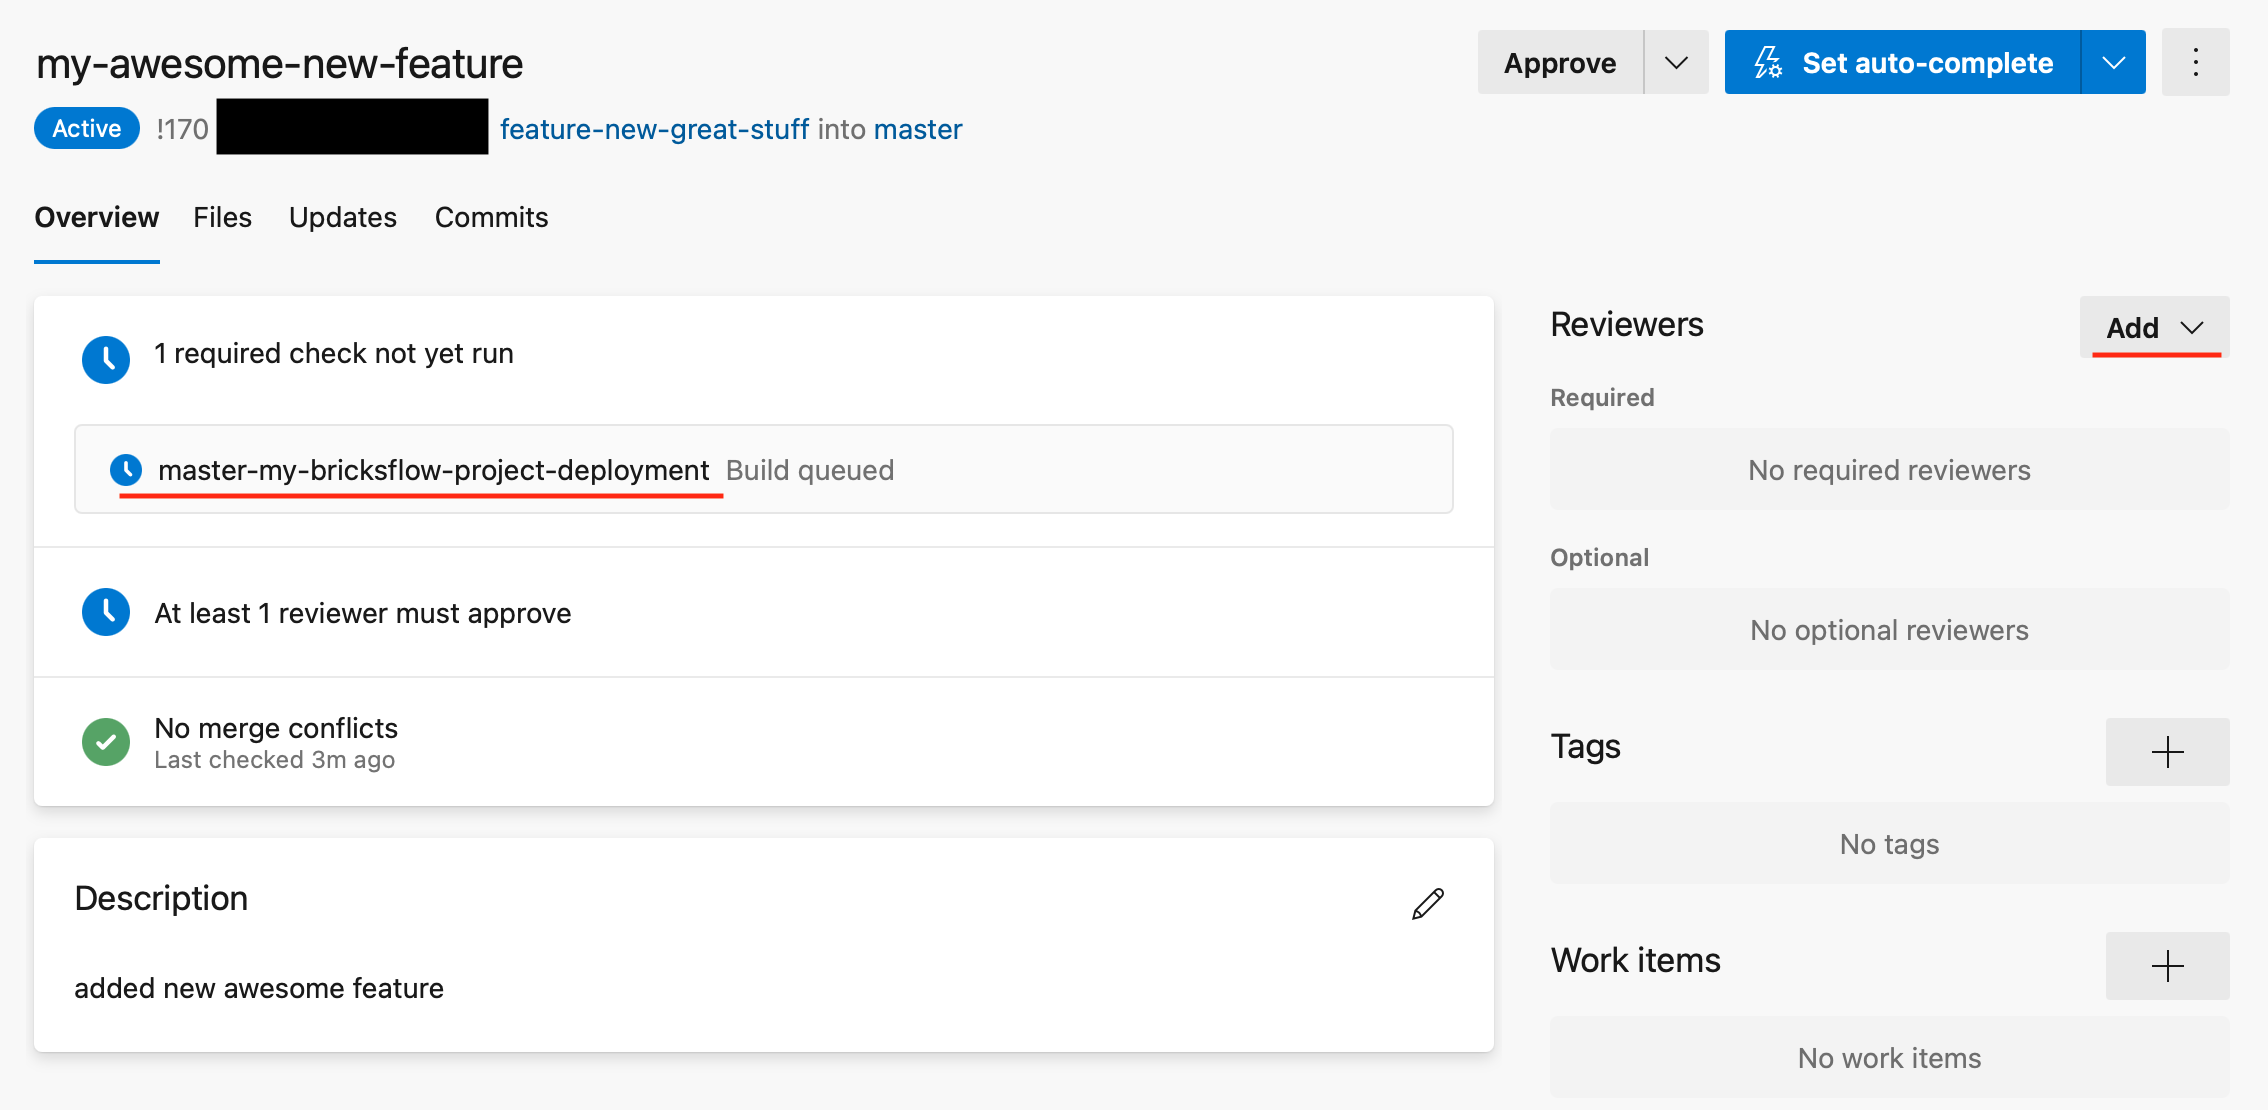 my-awesome-new-feature
Approve
Set auto-complete
Active !170 feature-new-great-stuff into master
Overview Files Updates Commits
1 required check not yet run
master-my-bricksflow-project-deployment Build queued
At least 1 reviewer must approve
No merge conflicts
Last checked 3m ago
Description
added new awesome feature
Reviewers
Add
Required
No required reviewers
Optional
No optional reviewers
Tags
No tags
Work items
No work items